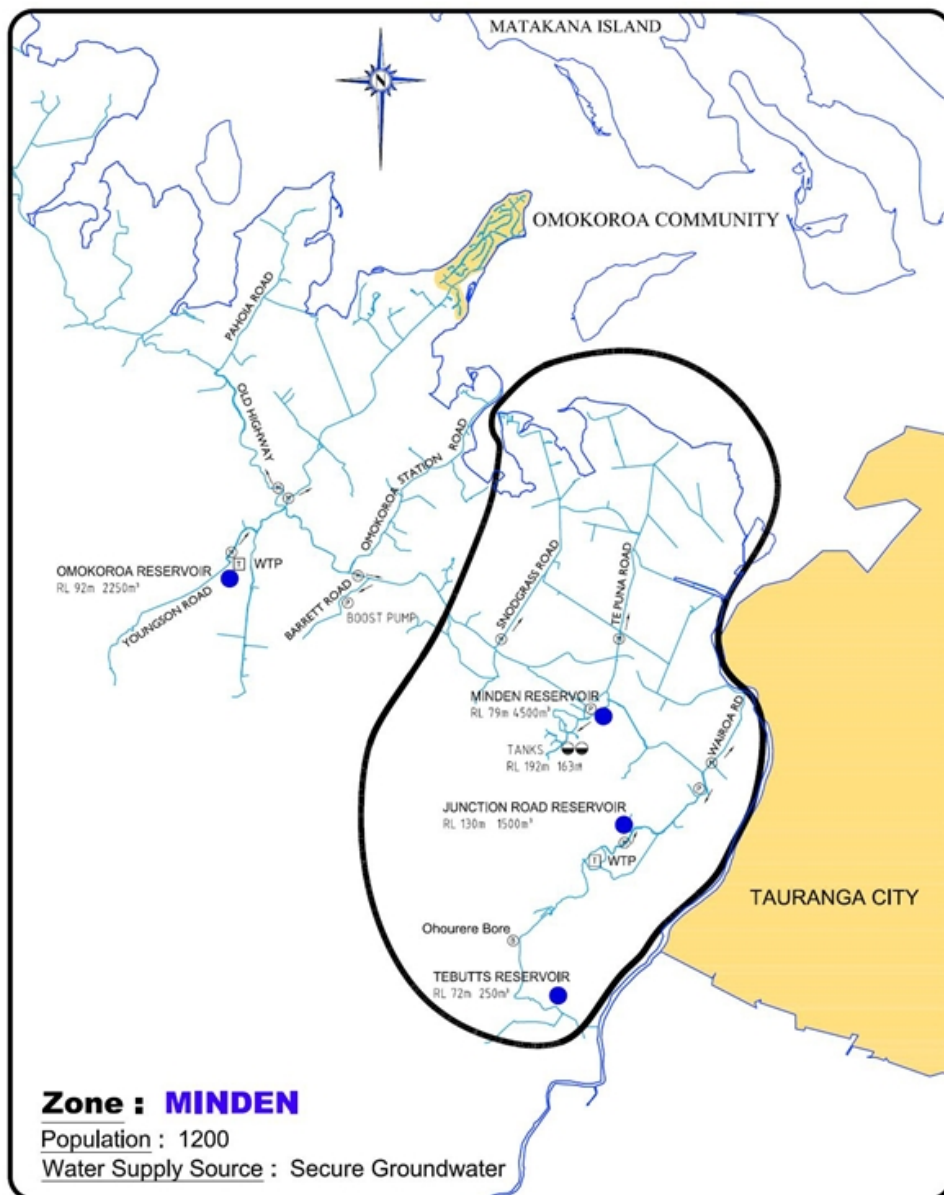 MATAKANA ISLAND
N
OMOKOROA COMMUNITY
PAHOIA ROAD
OLD HIGHWAY
OMOKOROA STATION ROAD
WTP
T
OMOKOROA RESERVOIR
RL 92m 2250m³
YOUNGSON ROAD
BARRETT ROAD
BOOST PUMP
SNODGRASS ROAD
TE PUNA ROAD
MINDEN RESERVOIR
RL 79m 4500m³
TANKS
RL 192m 163m³
WAIROA RD
JUNCTION ROAD RESERVOIR
RL 130m 1500m³
T
WTP
TAURANGA CITY
Ohourere Bore
B
TEBUTTS RESERVOIR
RL 72m 250m³
Zone : MINDEN
Population : 1200
Water Supply Source : Secure Groundwater